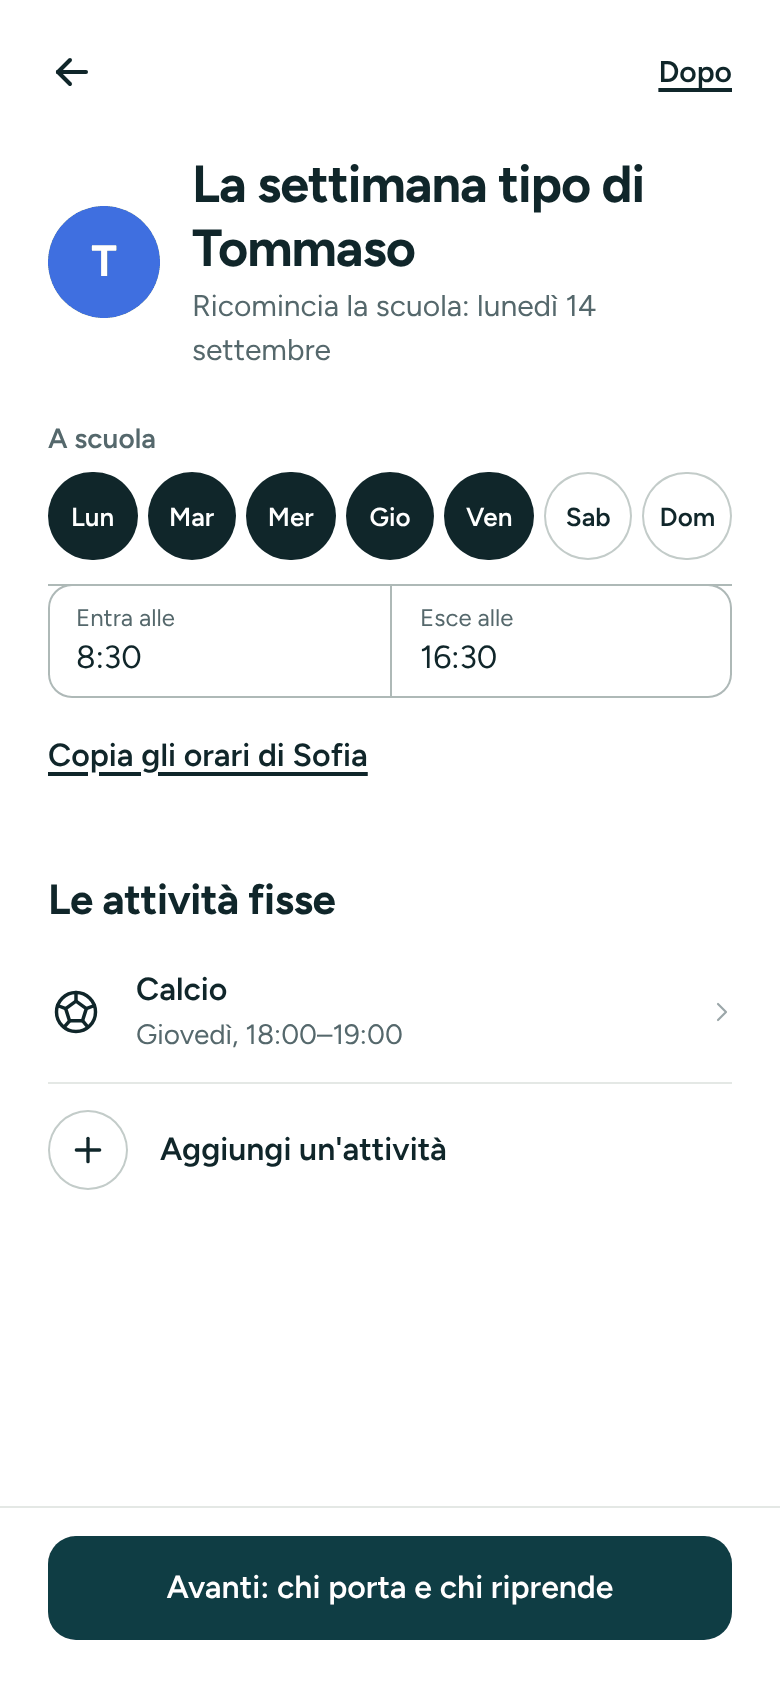 Dopo
La settimana tipo di
Tommaso
T
Ricomincia la scuola: lunedì 14
settembre
A scuola
Lun Mar Mer Gio Ven Sab Dom
Entra alle Esce alle
8:30 16:30
Copia gli orari di Sofia
Le attività fisse
Calcio
Giovedì, 18:00–19:00
Aggiungi un'attività
Avanti: chi porta e chi riprende